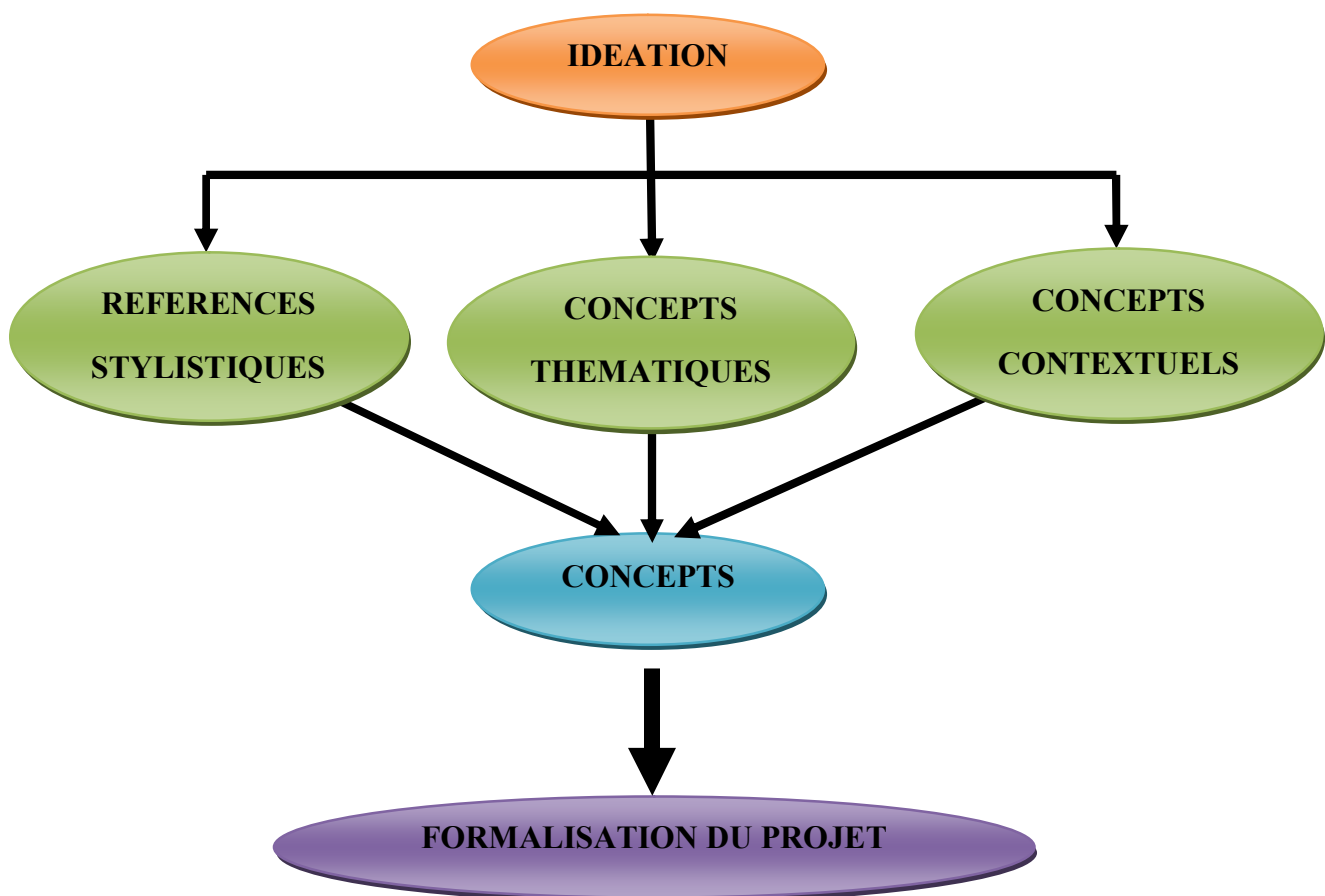 IDEATION
REFERENCES
STYLISTIQUES
CONCEPTS
THEMATIQUES
CONCEPTS
CONTEXTUELS
CONCEPTS
FORMALISATION DU PROJET